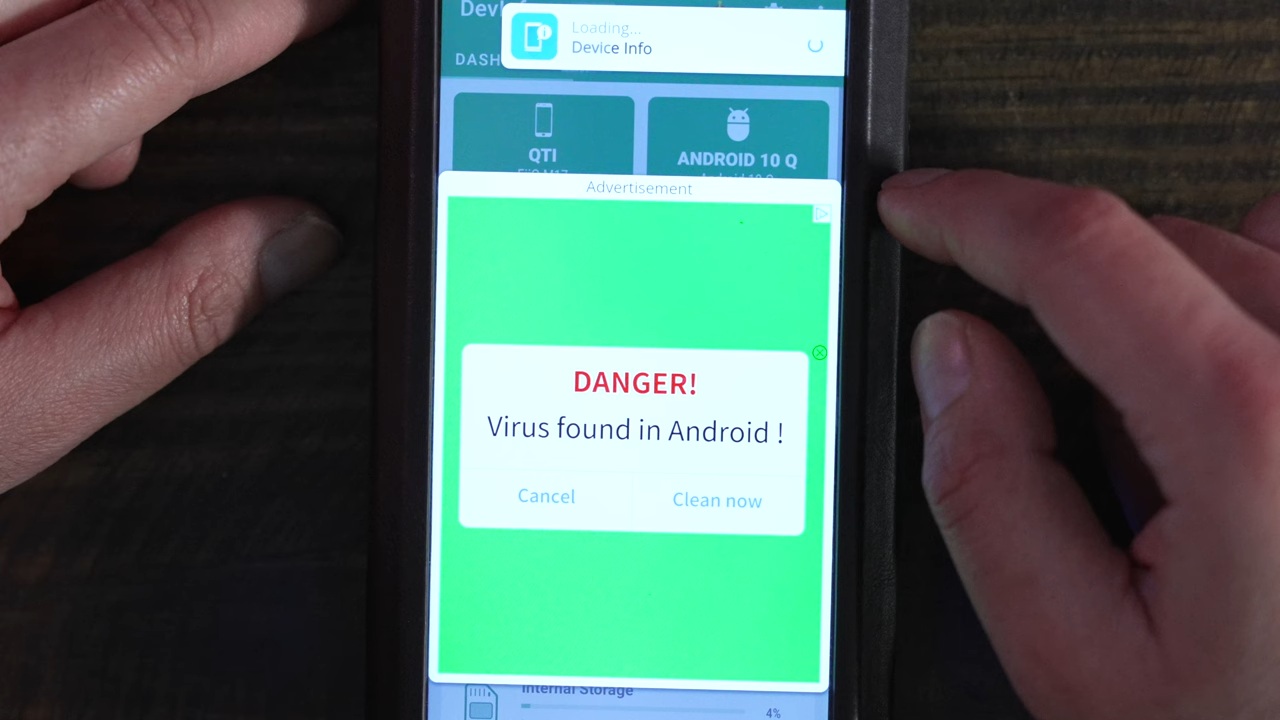 Loading...
Device Info
DASH
QTI
ANDROID 10 Q
Advertisement
DANGER!
Virus found in Android !
Cancel
Clean now
Internal Storage
4%